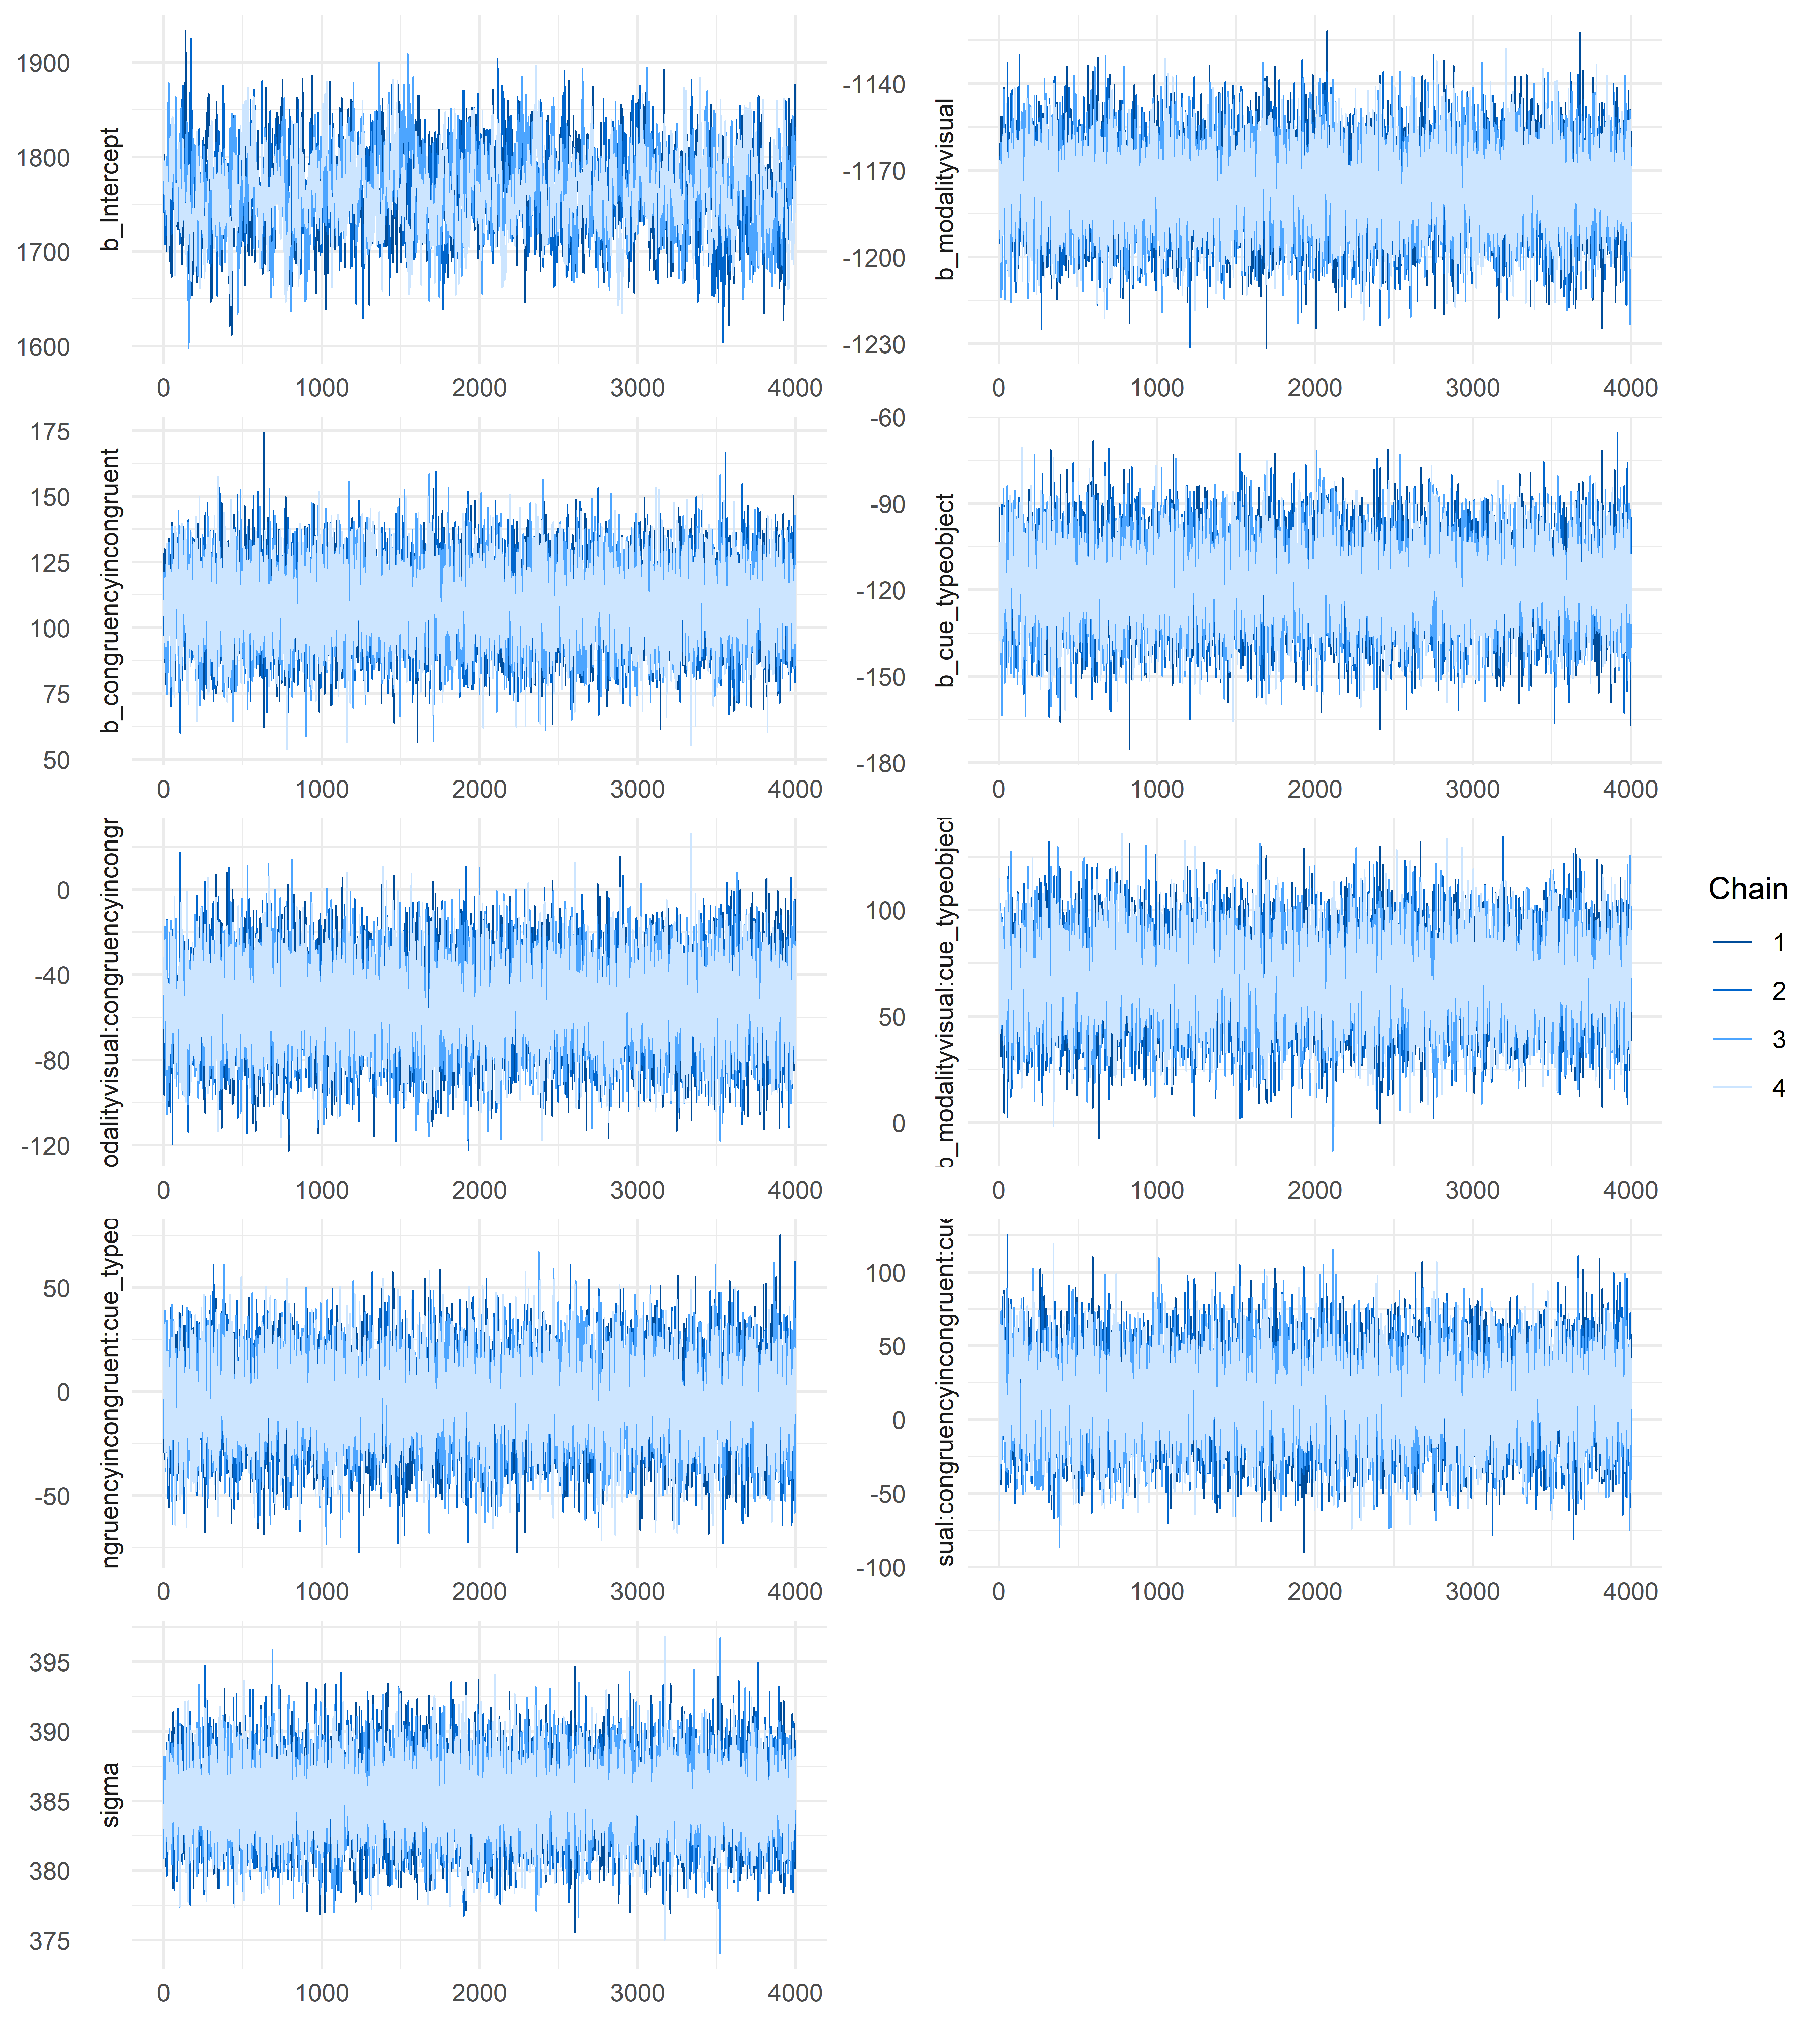 b_Intercept
1900
1800
1700
1600
0 1000 2000 3000 4000
b_modalityvisual
-1140
-1170
-1200
-1230
0 1000 2000 3000 4000
b_congruencyincongruent
175
150
125
100
75
50
0 1000 2000 3000 4000
b_cue_typeobject
-60
-90
-120
-150
-180
0 1000 2000 3000 4000
odalityvisual:congruencyincongr
0
-40
-80
-120
0 1000 2000 3000 4000
b_modalityvisual:cue_typeobject
100
50
0
0 1000 2000 3000 4000
ngruencyincongruent:cue_typec
50
0
-50
0 1000 2000 3000 4000
sual:congruencyincongruent:cue
100
50
0
-50
-100
0 1000 2000 3000 4000
sigma
395
390
385
380
375
0 1000 2000 3000 4000
Chain
1
2
3
4